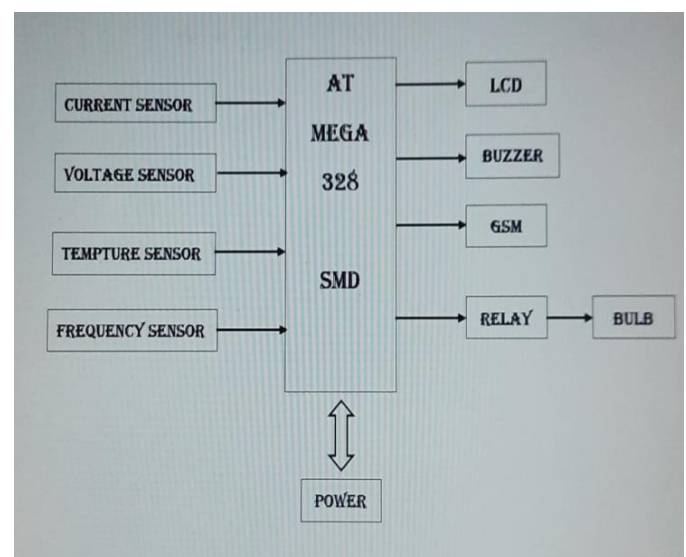 CURRENT SENSOR
VOLTAGE SENSOR
TEMPTURE SENSOR
FREQUENCY SENSOR
AT
MEGA
328
SMD
LCD
BUZZER
GSM
RELAY
BULB
POWER